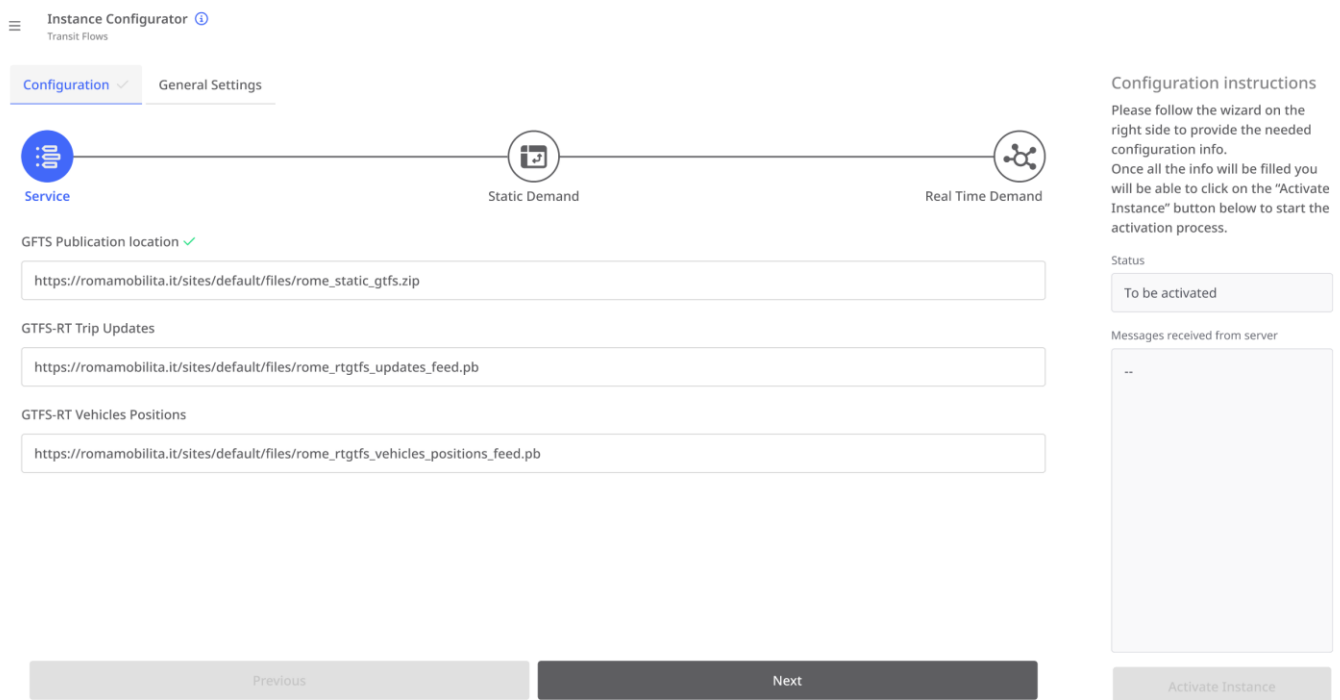 Instance Configurator
Transit Flows
Configuration
General Settings
Service
Static Demand
Real Time Demand
GFTS Publication location
https://romamobilita.it/sites/default/files/rome_static_gtfs.zip
GTFS-RT Trip Updates
https://romamobilita.it/sites/default/files/rome_rtgtfs_updates_feed.pb
GTFS-RT Vehicles Positions
https://romamobilita.it/sites/default/files/rome_rtgtfs_vehicles_positions_feed.pb
Previous
Next
Configuration instructions
Please follow the wizard on the
right side to provide the needed
configuration info.
Once all the info will be filled you
will be able to click on the “Activate
Instance” button below to start the
activation process.
Status
To be activated
Messages received from server
--
Activate Instance